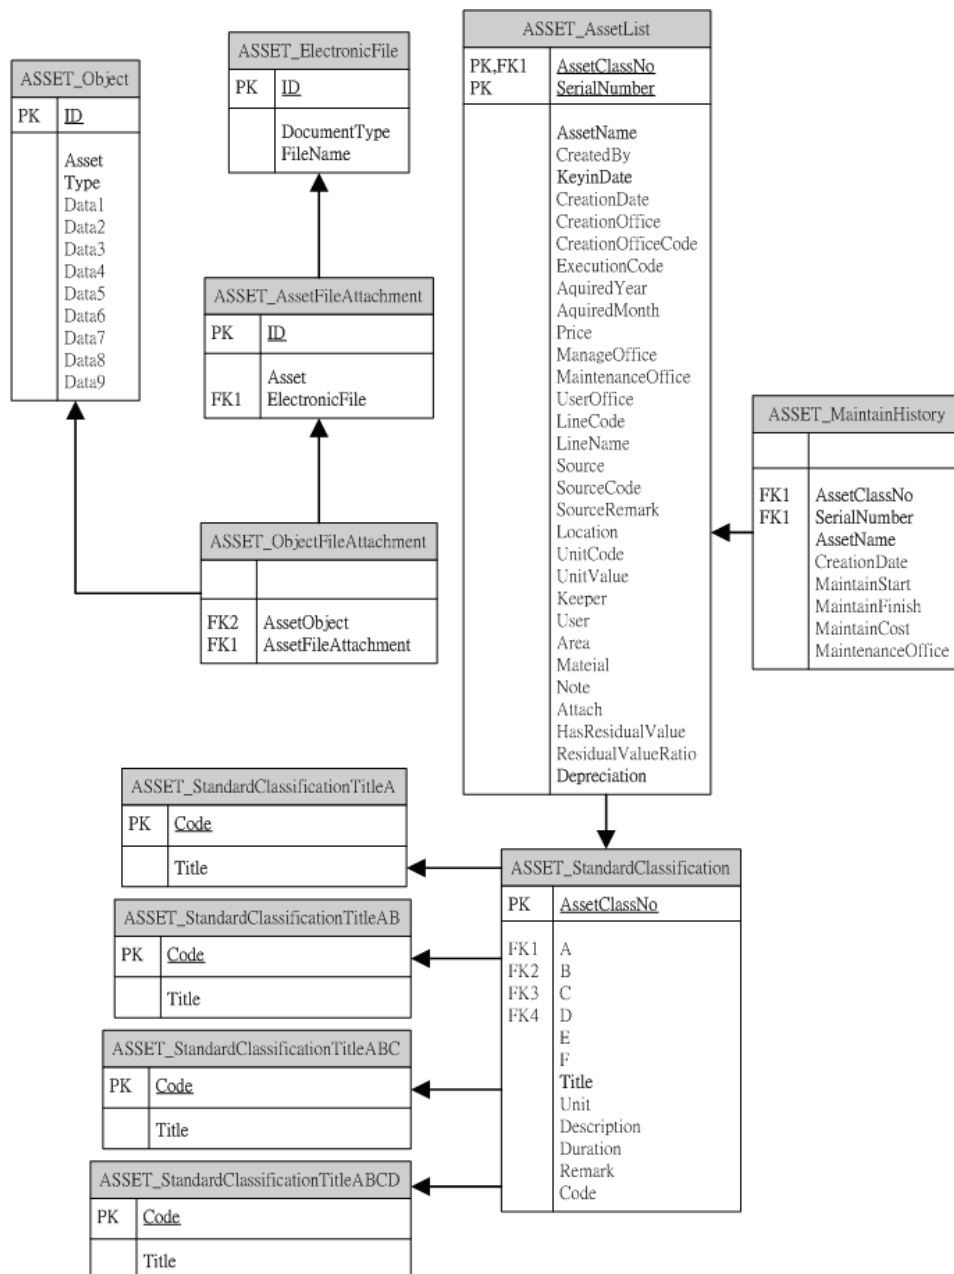 ASSET_Object
PK ID
Asset
Type
Data1
Data2
Data3
Data4
Data5
Data6
Data7
Data8
Data9
ASSET_ElectronicFile
PK ID
DocumentType
FileName
ASSET_AssetFileAttachment
PK ID
Asset
FK1 ElectronicFile
ASSET_ObjectFileAttachment
FK2 AssetObject
FK1 AssetFileAttachment
ASSET_AssetList
PK,FK1 AssetClassNo
PK SerialNumber
AssetName
CreatedBy
KeyinDate
CreationDate
CreationOffice
CreationOfficeCode
ExecutionCode
AquiredYear
AquiredMonth
Price
ManageOffice
MaintenanceOffice
UserOffice
LineCode
LineName
Source
SourceCode
SourceRemark
Location
UnitCode
UnitValue
Keeper
User
Area
Mateial
Note
Attach
HasResidualValue
ResidualValueRatio
Depreciation
ASSET_MaintainHistory
FK1 AssetClassNo
FK1 SerialNumber
AssetName
CreationDate
MaintainStart
MaintainFinish
MaintainCost
MaintenanceOffice
ASSET_StandardClassificationTitleA
PK Code
Title
ASSET_StandardClassificationTitleAB
PK Code
Title
ASSET_StandardClassificationTitleABC
PK Code
Title
ASSET_StandardClassificationTitleABCD
PK Code
Title
ASSET_StandardClassification
PK AssetClassNo
FK1 A
FK2 B
FK3 C
FK4 D
E
F
Title
Unit
Description
Duration
Remark
Code